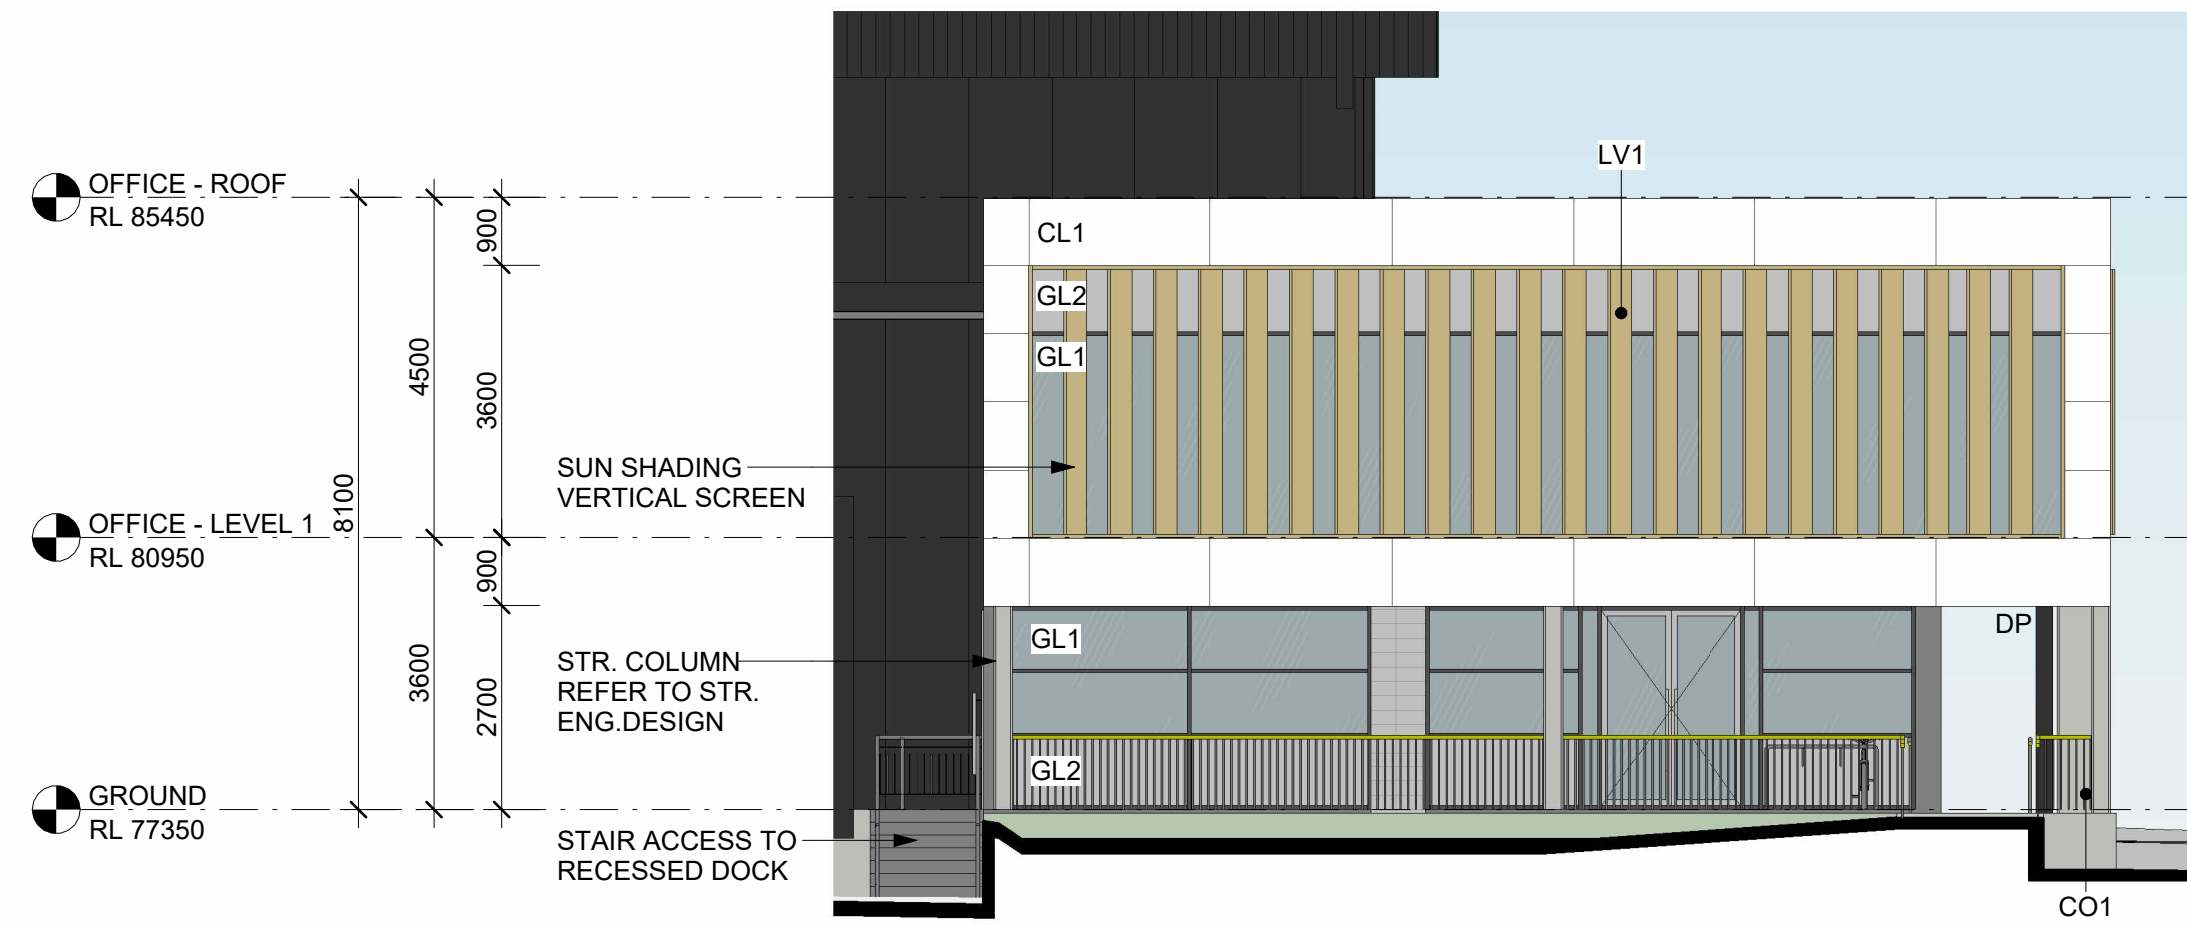 OFFICE - ROOF
RL 85450
OFFICE - LEVEL 1
RL 80950
GROUND
RL 77350
8100
4500
3600
900
3600
900
2700
SUN SHADING
VERTICAL SCREEN
STR. COLUMN
REFER TO STR.
ENG.DESIGN
STAIR ACCESS TO
RECESSED DOCK
LV1
CL1
GL2
GL1
GL1
GL2
DP
CO1